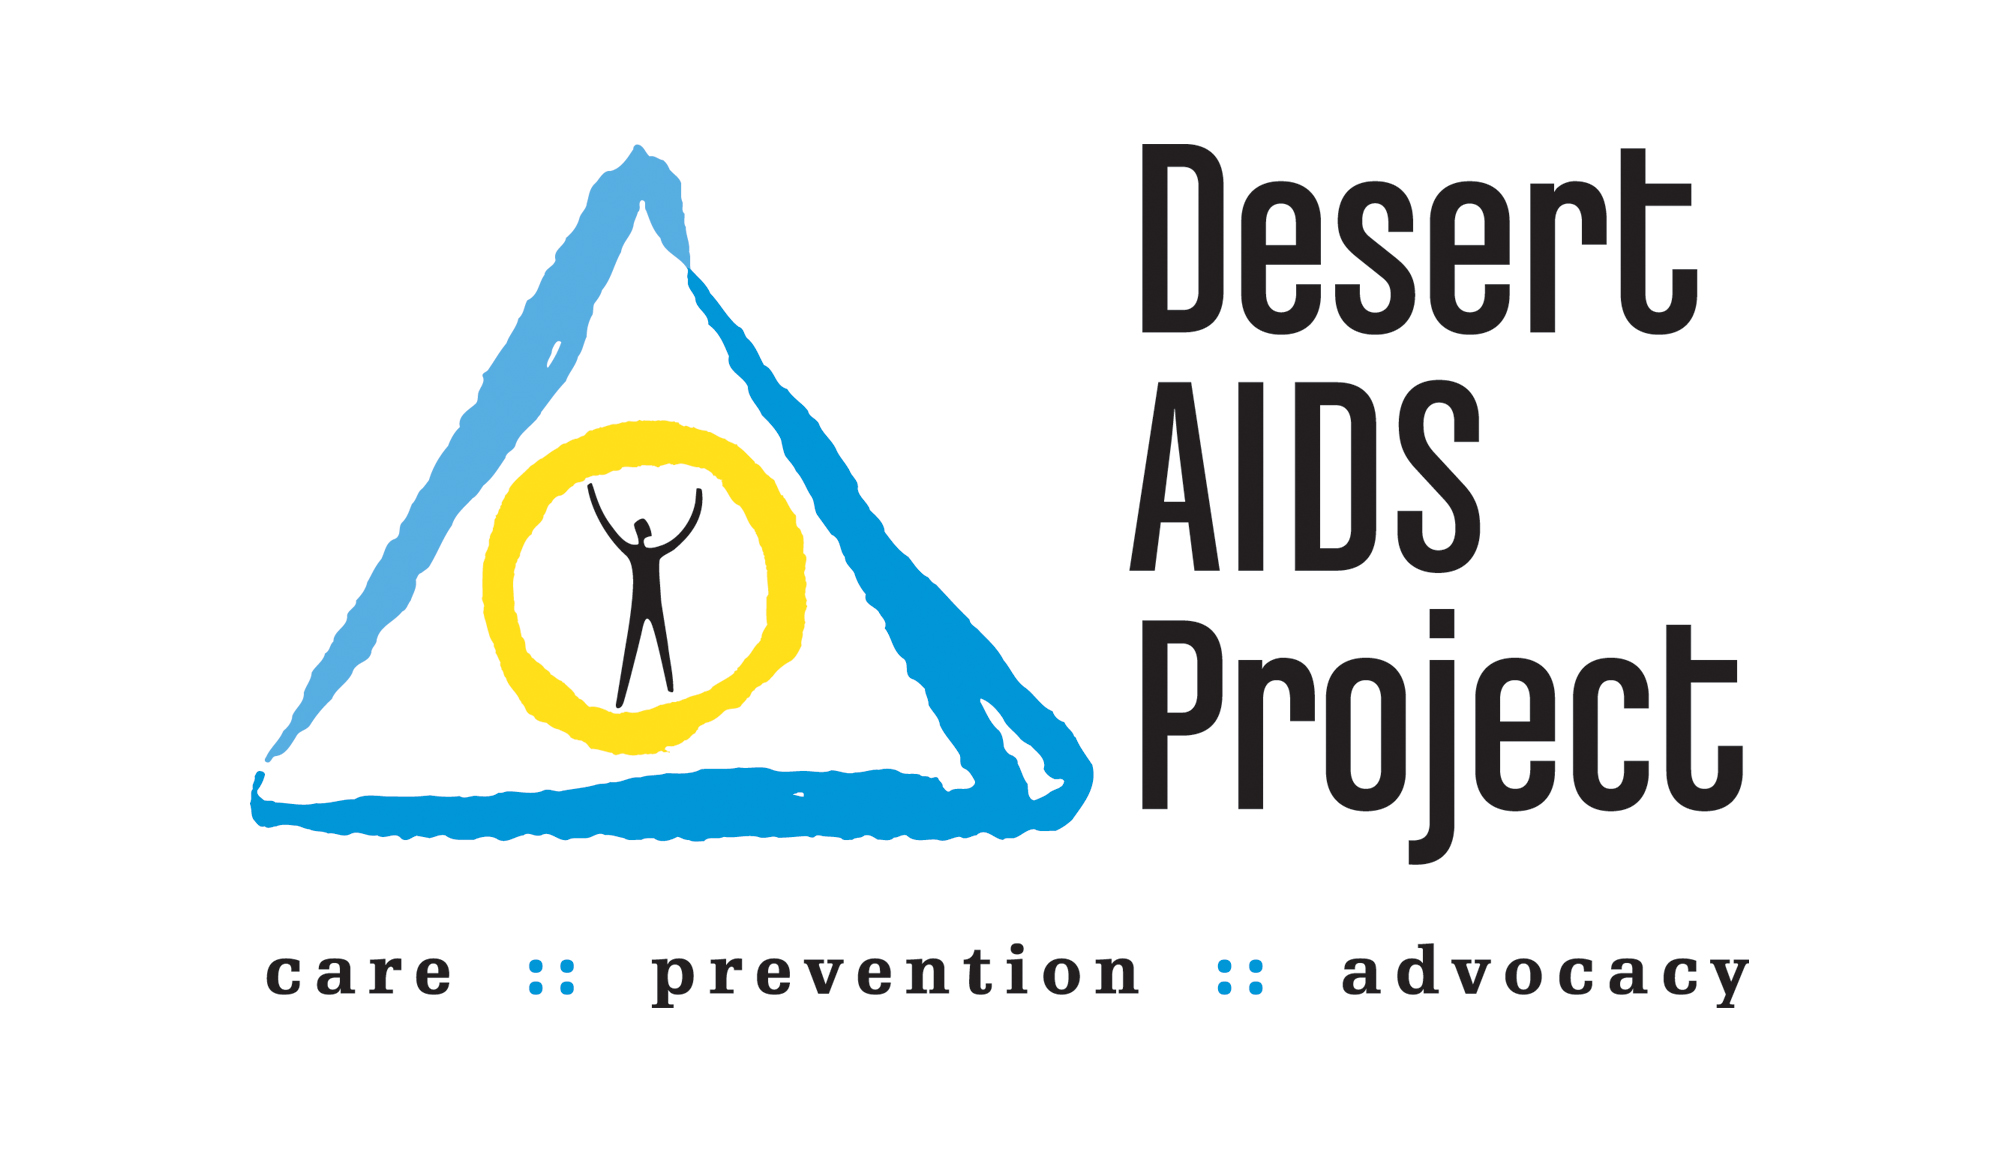 Desert
AIDS
Project
care :: prevention :: advocacy